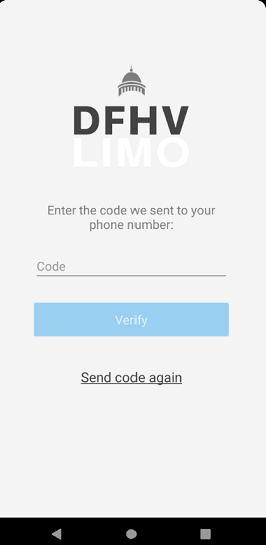 DFHV
LIMO
Enter the code we sent to your
phone number:
Code
Verify
Send code again